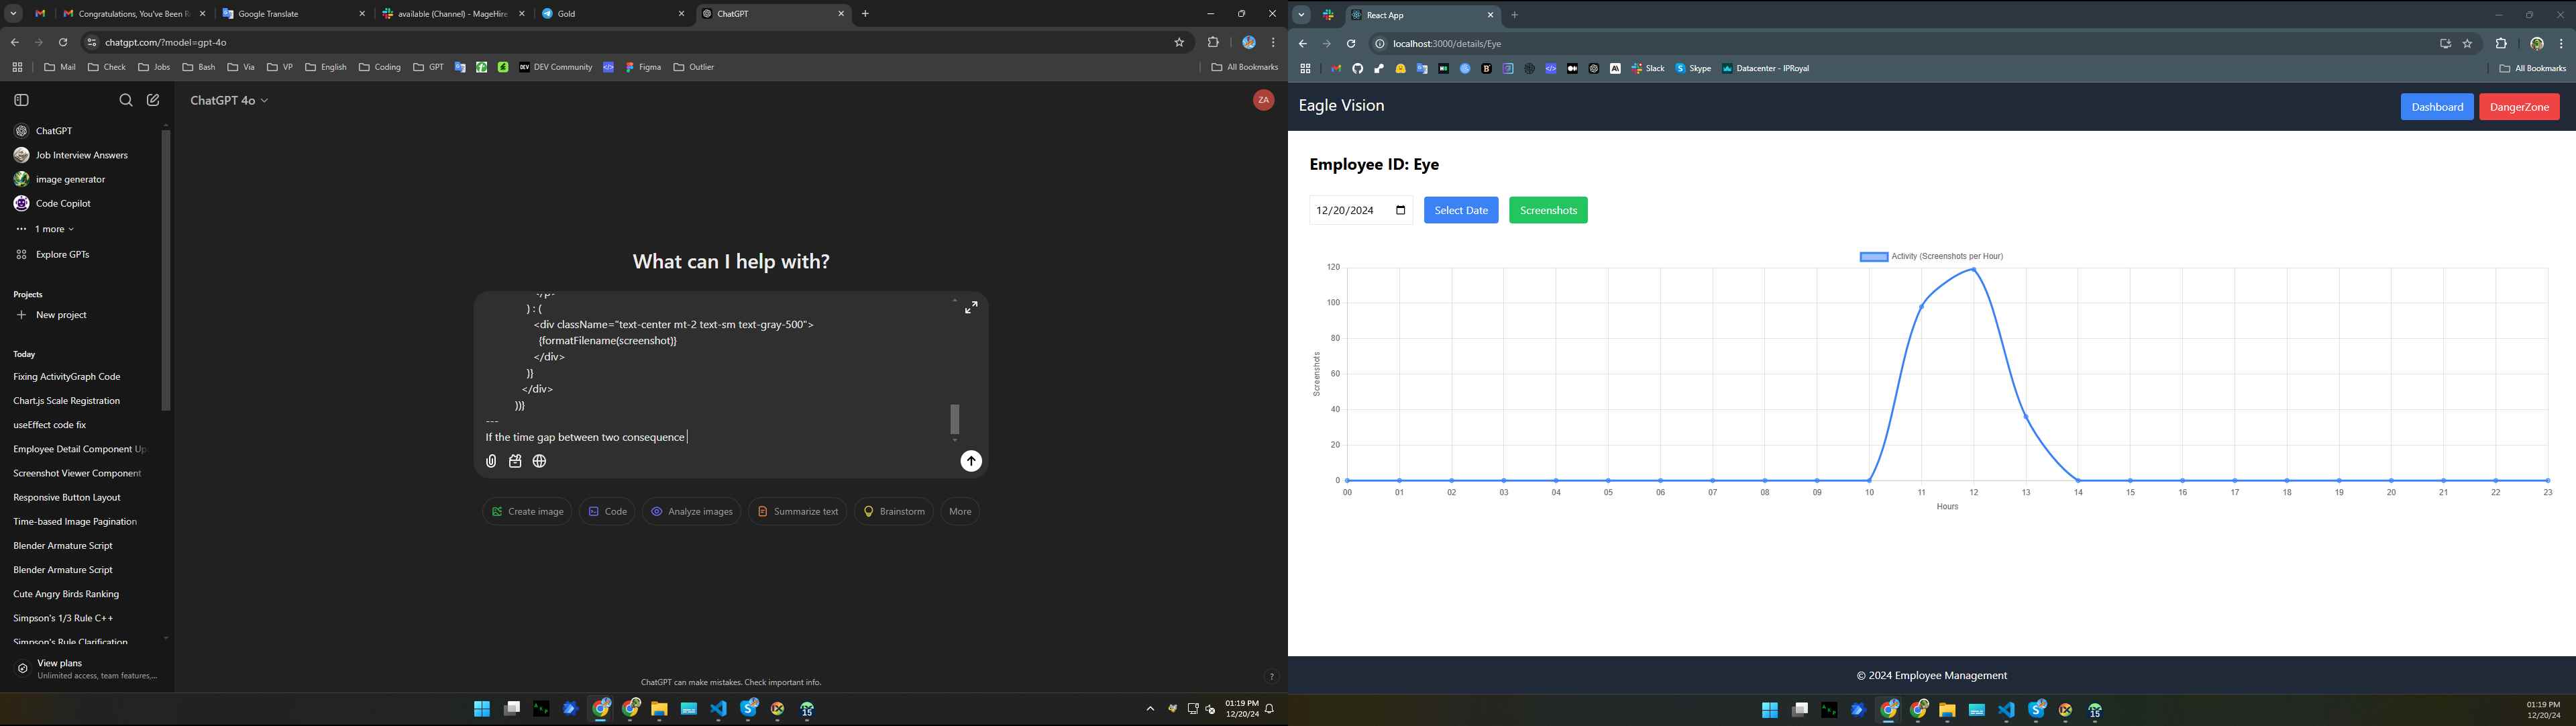 Congratulations, You've Been R
Google Translate
available (Channel) - MageHire
Gold
ChatGPT
chatgpt.com/?model=gpt-4o
Mail
Check
Jobs
Bash
Via
VP
English
Coding
GPT
DEV Community
Figma
Outlier
All Bookmarks
ChatGPT
Job Interview Answers
image generator
Code Copilot
1 more
Explore GPTs
Projects
New project
Today
Fixing ActivityGraph Code
Chart.js Scale Registration
useEffect code fix
Employee Detail Component Up
Screenshot Viewer Component
Responsive Button Layout
Time-based Image Pagination
Blender Armature Script
Blender Armature Script
Cute Angry Birds Ranking
Simpson's 1/3 Rule C++
Simpson's Rule Clarification
View plans
Unlimited access, team features,...
ChatGPT 4o
ZA
What can I help with?
</p>
) : (
<div className="text-center mt-2 text-sm text-gray-500">
{formatFilename(screenshot)}
</div>
)}
</div>
))}
---
If the time gap between two consequence
Create image
Code
Analyze images
Summarize text
Brainstorm
More
ChatGPT can make mistakes. Check important info.
?
01:19 PM
12/20/24
React App
localhost:3000/details/Eye
Slack
Skype
Datacenter - IPRoyal
All Bookmarks
Eagle Vision
Dashboard
DangerZone
Employee ID: Eye
12/20/2024
Select Date
Screenshots
Activity (Screenshots per Hour)
120
100
80
60
40
20
0
Screenshots
00 01 02 03 04 05 06 07 08 09 10 11 12 13 14 15 16 17 18 19 20 21 22 23
Hours
© 2024 Employee Management
01:19 PM
12/20/24